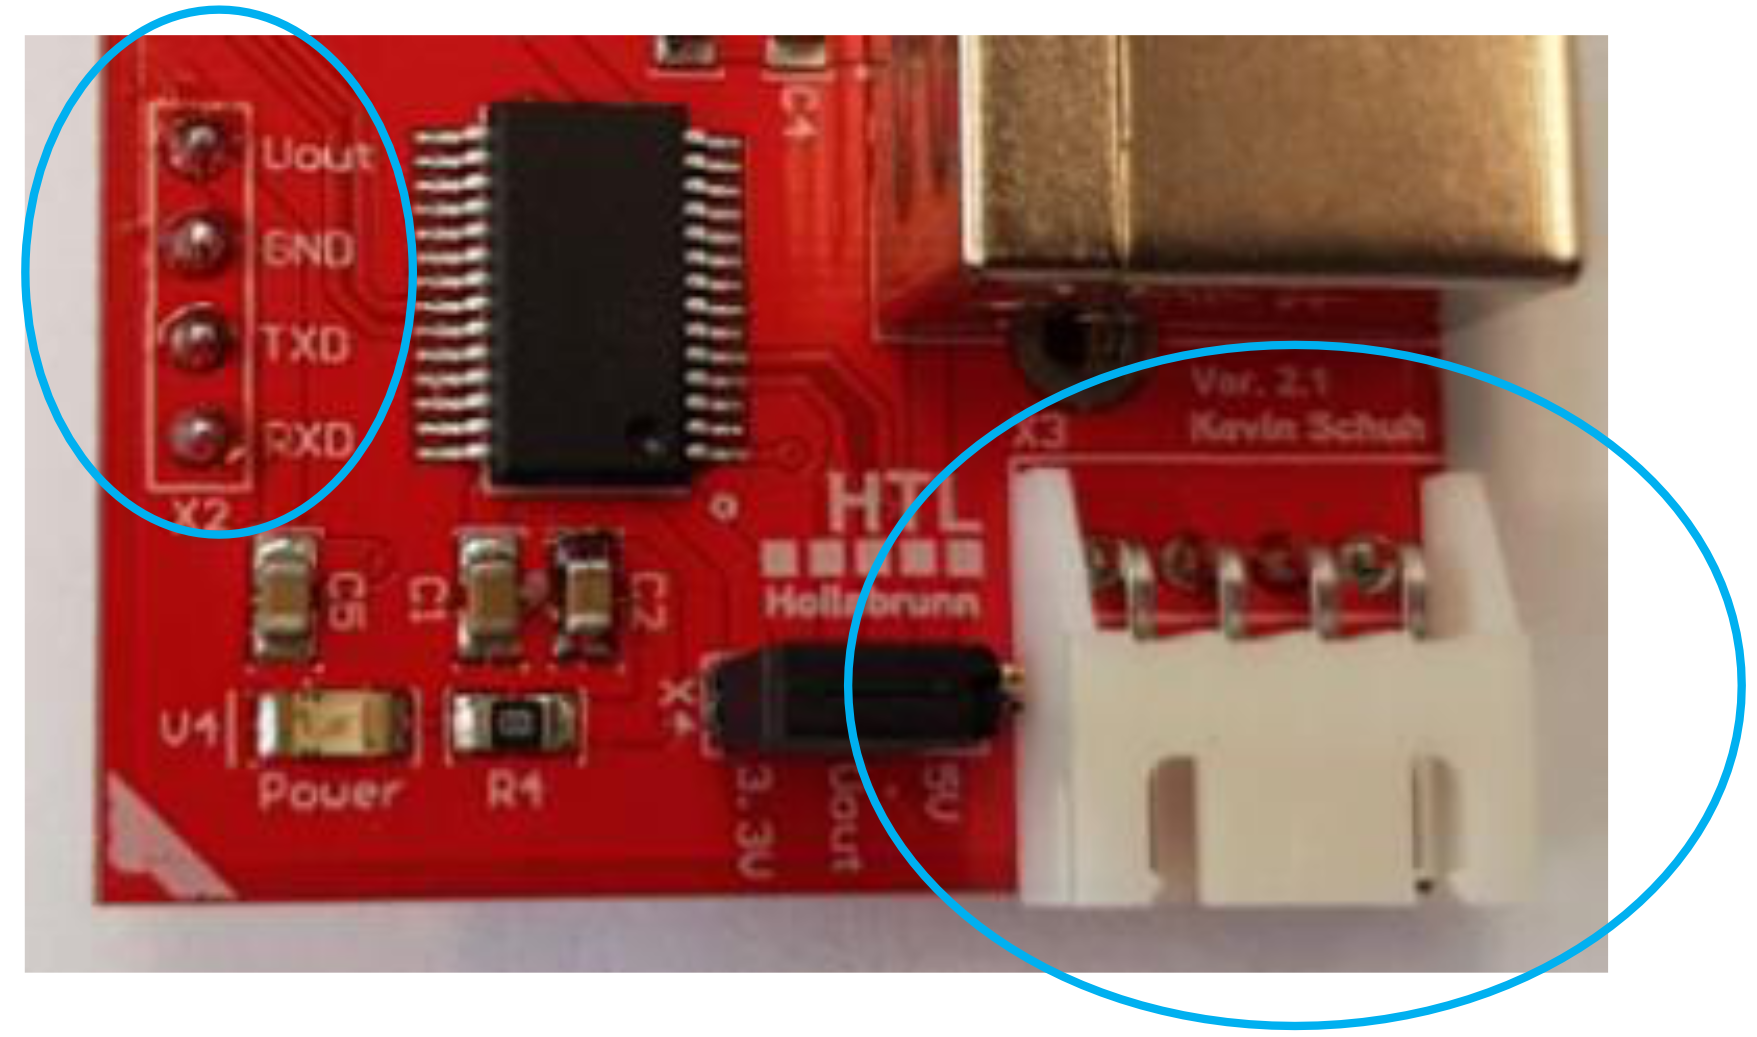 C4
Uout
GND
TXD
RXD
X2
Ver. 2.1
Kevin Schuh
X3
HTL
Hollabrunn
C5
C1
C2
X4
V4
Power
R4
3.3V
Uout
5V